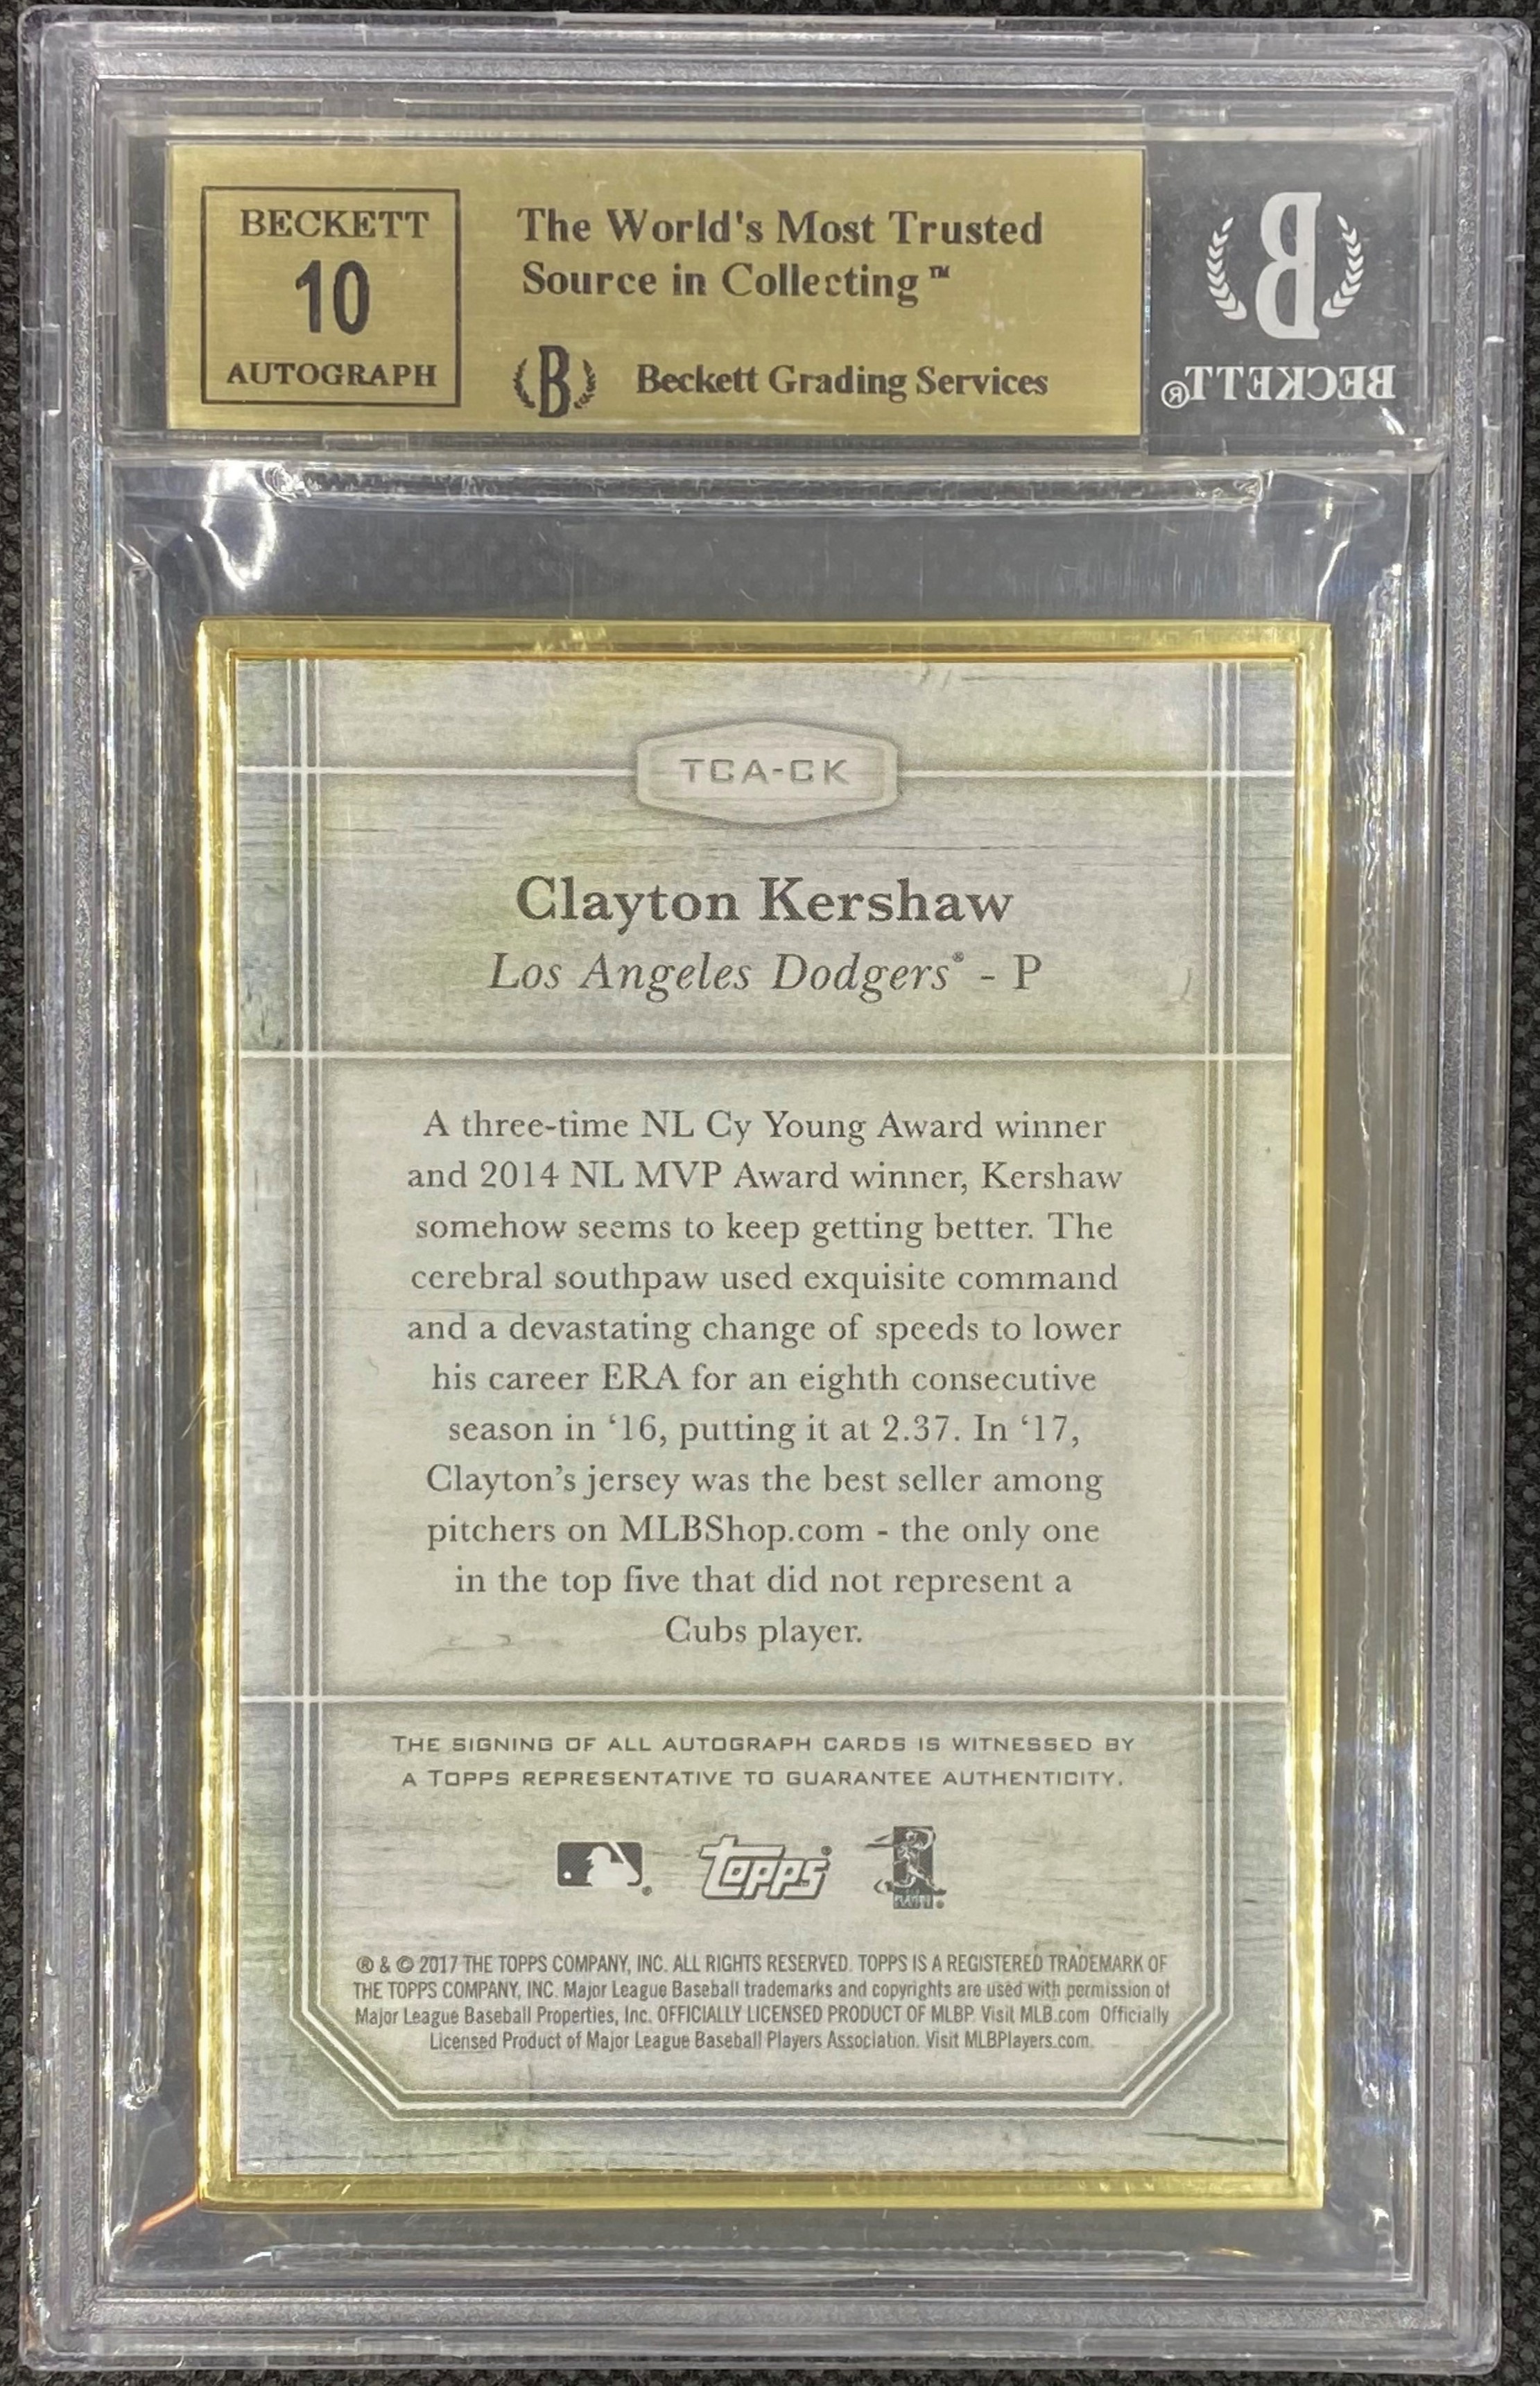 BECKETT
10
AUTOGRAPH
The World's Most Trusted
Source in Collecting™
B
Beckett Grading Services
B
BECKETT®
TCA-CK
Clayton Kershaw
Los Angeles Dodgers® - P
A three-time NL Cy Young Award winner
and 2014 NL MVP Award winner, Kershaw
somehow seems to keep getting better. The
cerebral southpaw used exquisite command
and a devastating change of speeds to lower
his career ERA for an eighth consecutive
season in ‘16, putting it at 2.37. In ‘17,
Clayton’s jersey was the best seller among
pitchers on MLBShop.com - the only one
in the top five that did not represent a
Cubs player.
THE SIGNING OF ALL AUTOGRAPH CARDS IS WITNESSED BY
A TOPPS REPRESENTATIVE TO GUARANTEE AUTHENTICITY.
topps®
® & © 2017 THE TOPPS COMPANY, INC. ALL RIGHTS RESERVED. TOPPS IS A REGISTERED TRADEMARK OF
THE TOPPS COMPANY, INC. Major League Baseball trademarks and copyrights are used with permission of
Major League Baseball Properties, Inc. OFFICIALLY LICENSED PRODUCT OF MLBP. Visit MLB.com Officially
Licensed Product of Major League Baseball Players Association. Visit MLBPlayers.com.